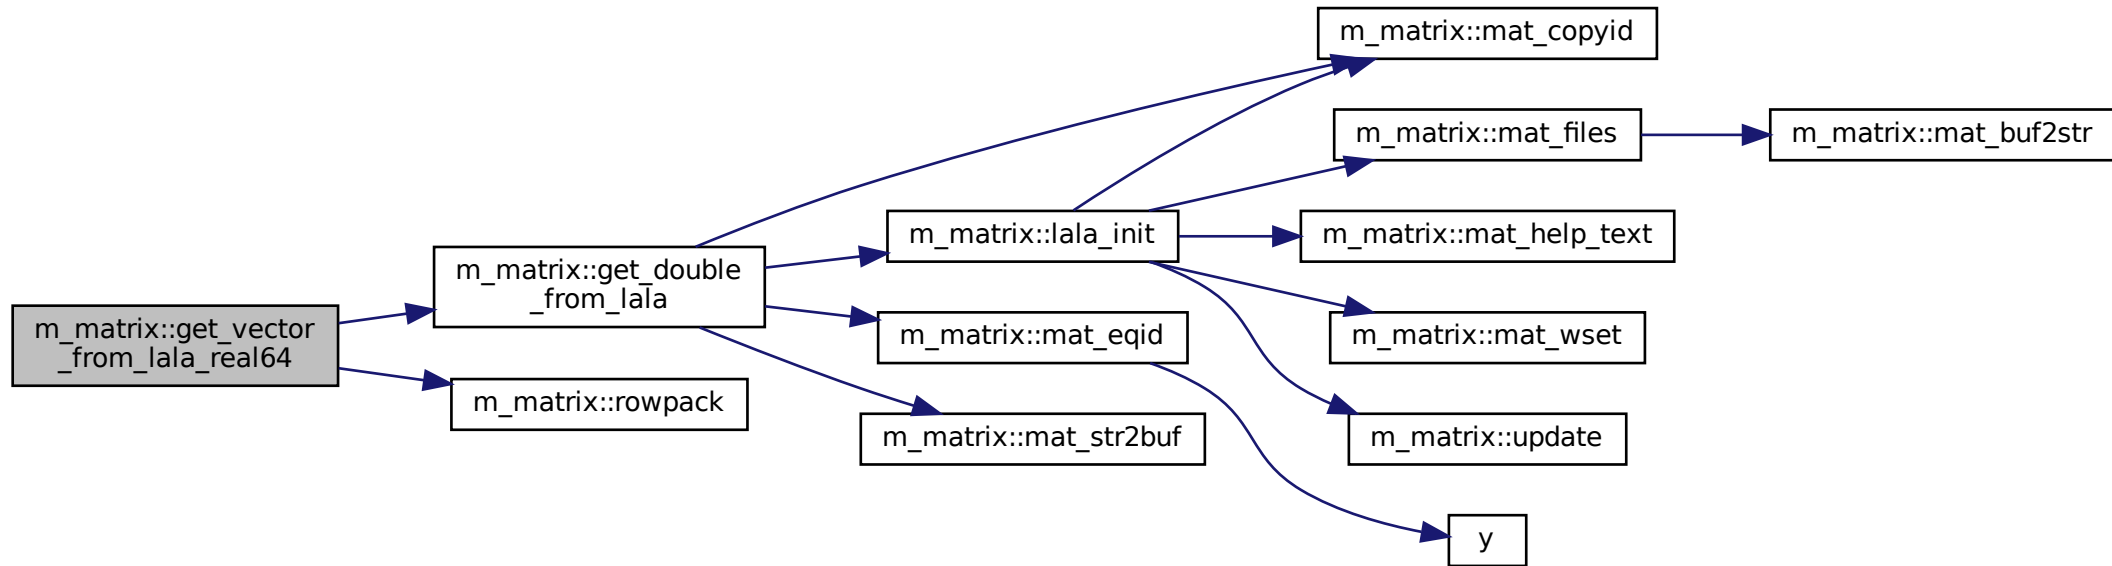 m_matrix::mat_copyid
m_matrix::mat_files
m_matrix::mat_buf2str
m_matrix::lala_init
m_matrix::mat_help_text
m_matrix::get_double
_from_lala
m_matrix::get_vector
_from_lala_real64
m_matrix::mat_eqid
m_matrix::mat_wset
m_matrix::rowpack
m_matrix::mat_str2buf
m_matrix::update
y